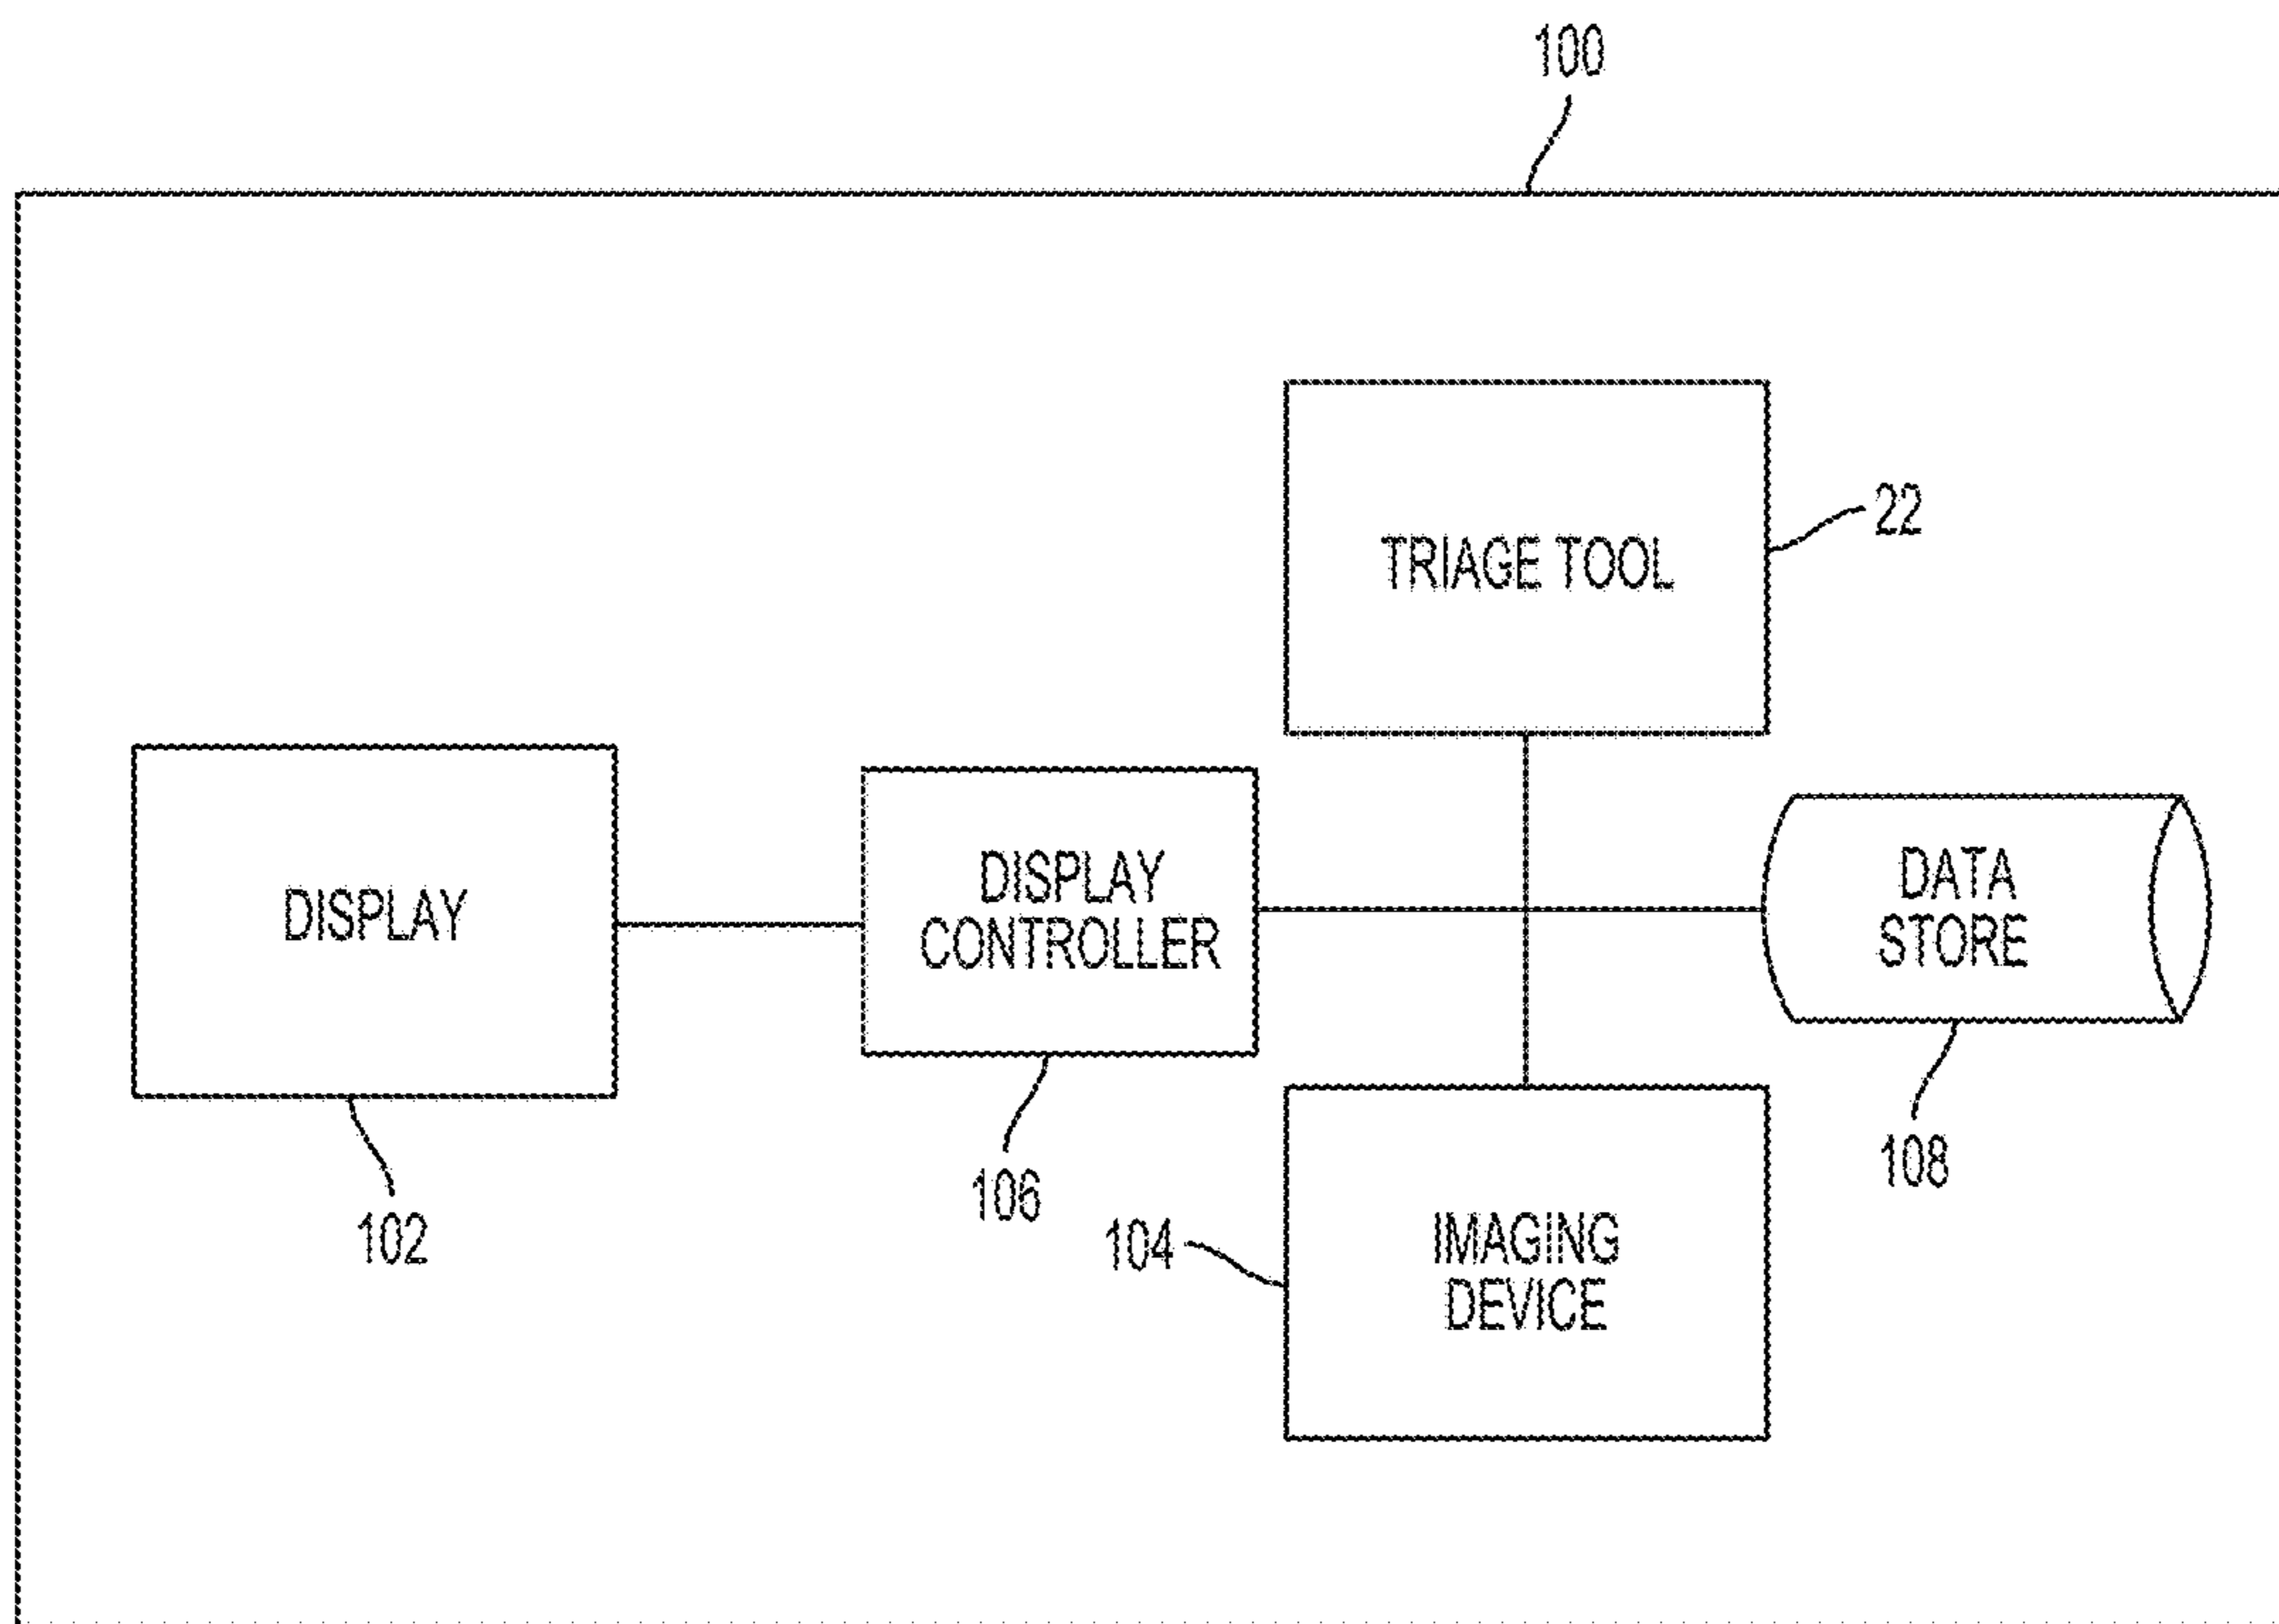 100
TRIAGE TOOL
22
DISPLAY
102
DISPLAY
CONTROLLER
106
DATA
STORE
108
104
IMAGING
DEVICE